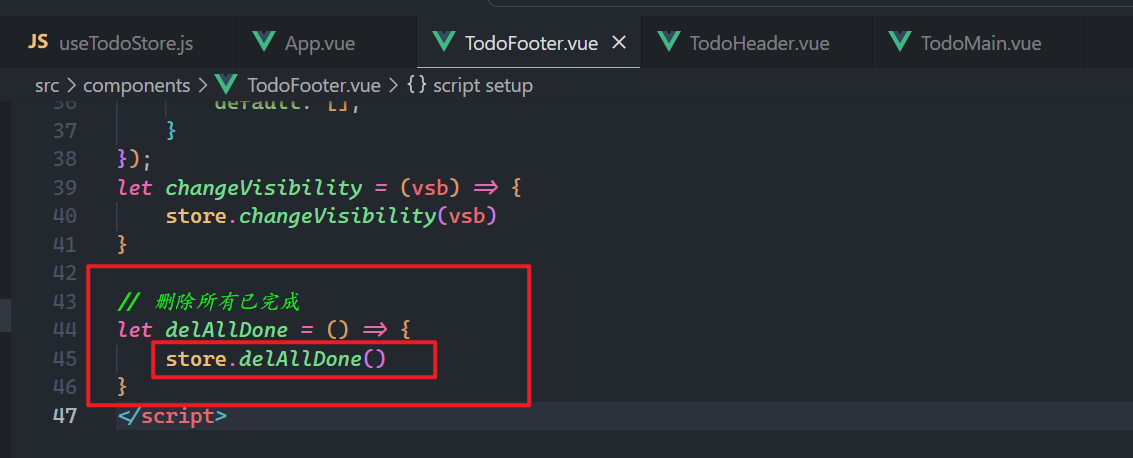 JS useTodoStore.js App.vue TodoFooter.vue × TodoHeader.vue TodoMain.vue
src > components > TodoFooter.vue > {} script setup
36 default: [],
37 }
38 });
39 let changeVisibility = (vsb) => {
40 store.changeVisibility(vsb)
41 }
42
43 // 删除所有已完成
44 let delAllDone = () => {
45 store.delAllDone()
46 }
47 </script>